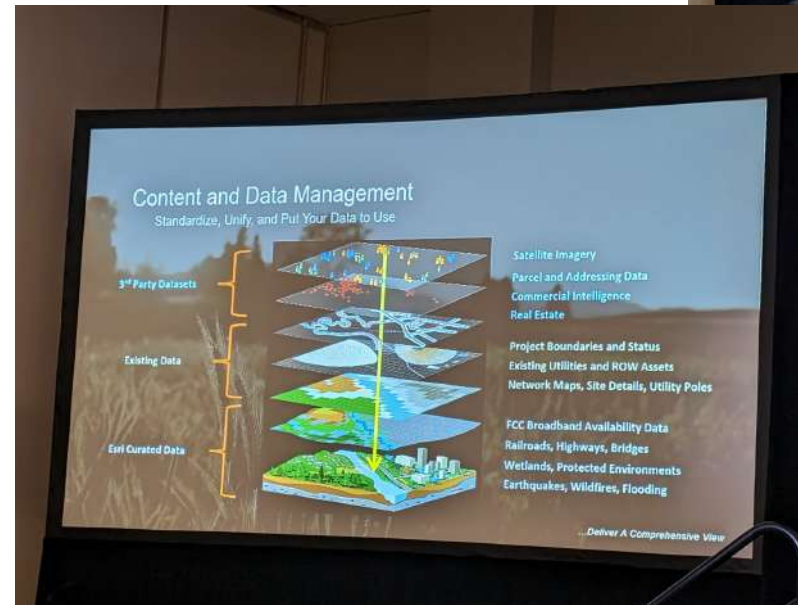 Content and Data Management
Standardize, Unify, and Put Your Data to Use
3rd Party Datasets
Satellite Imagery
Parcel and Addressing Data
Commercial Intelligence
Real Estate
Existing Data
Project Boundaries and Status
Existing Utilities and ROW Assets
Network Maps, Site Details, Utility Poles
Esri Curated Data
FCC Broadband Availability Data
Railroads, Highways, Bridges
Wetlands, Protected Environments
Earthquakes, Wildfires, Flooding
...Deliver A Comprehensive View